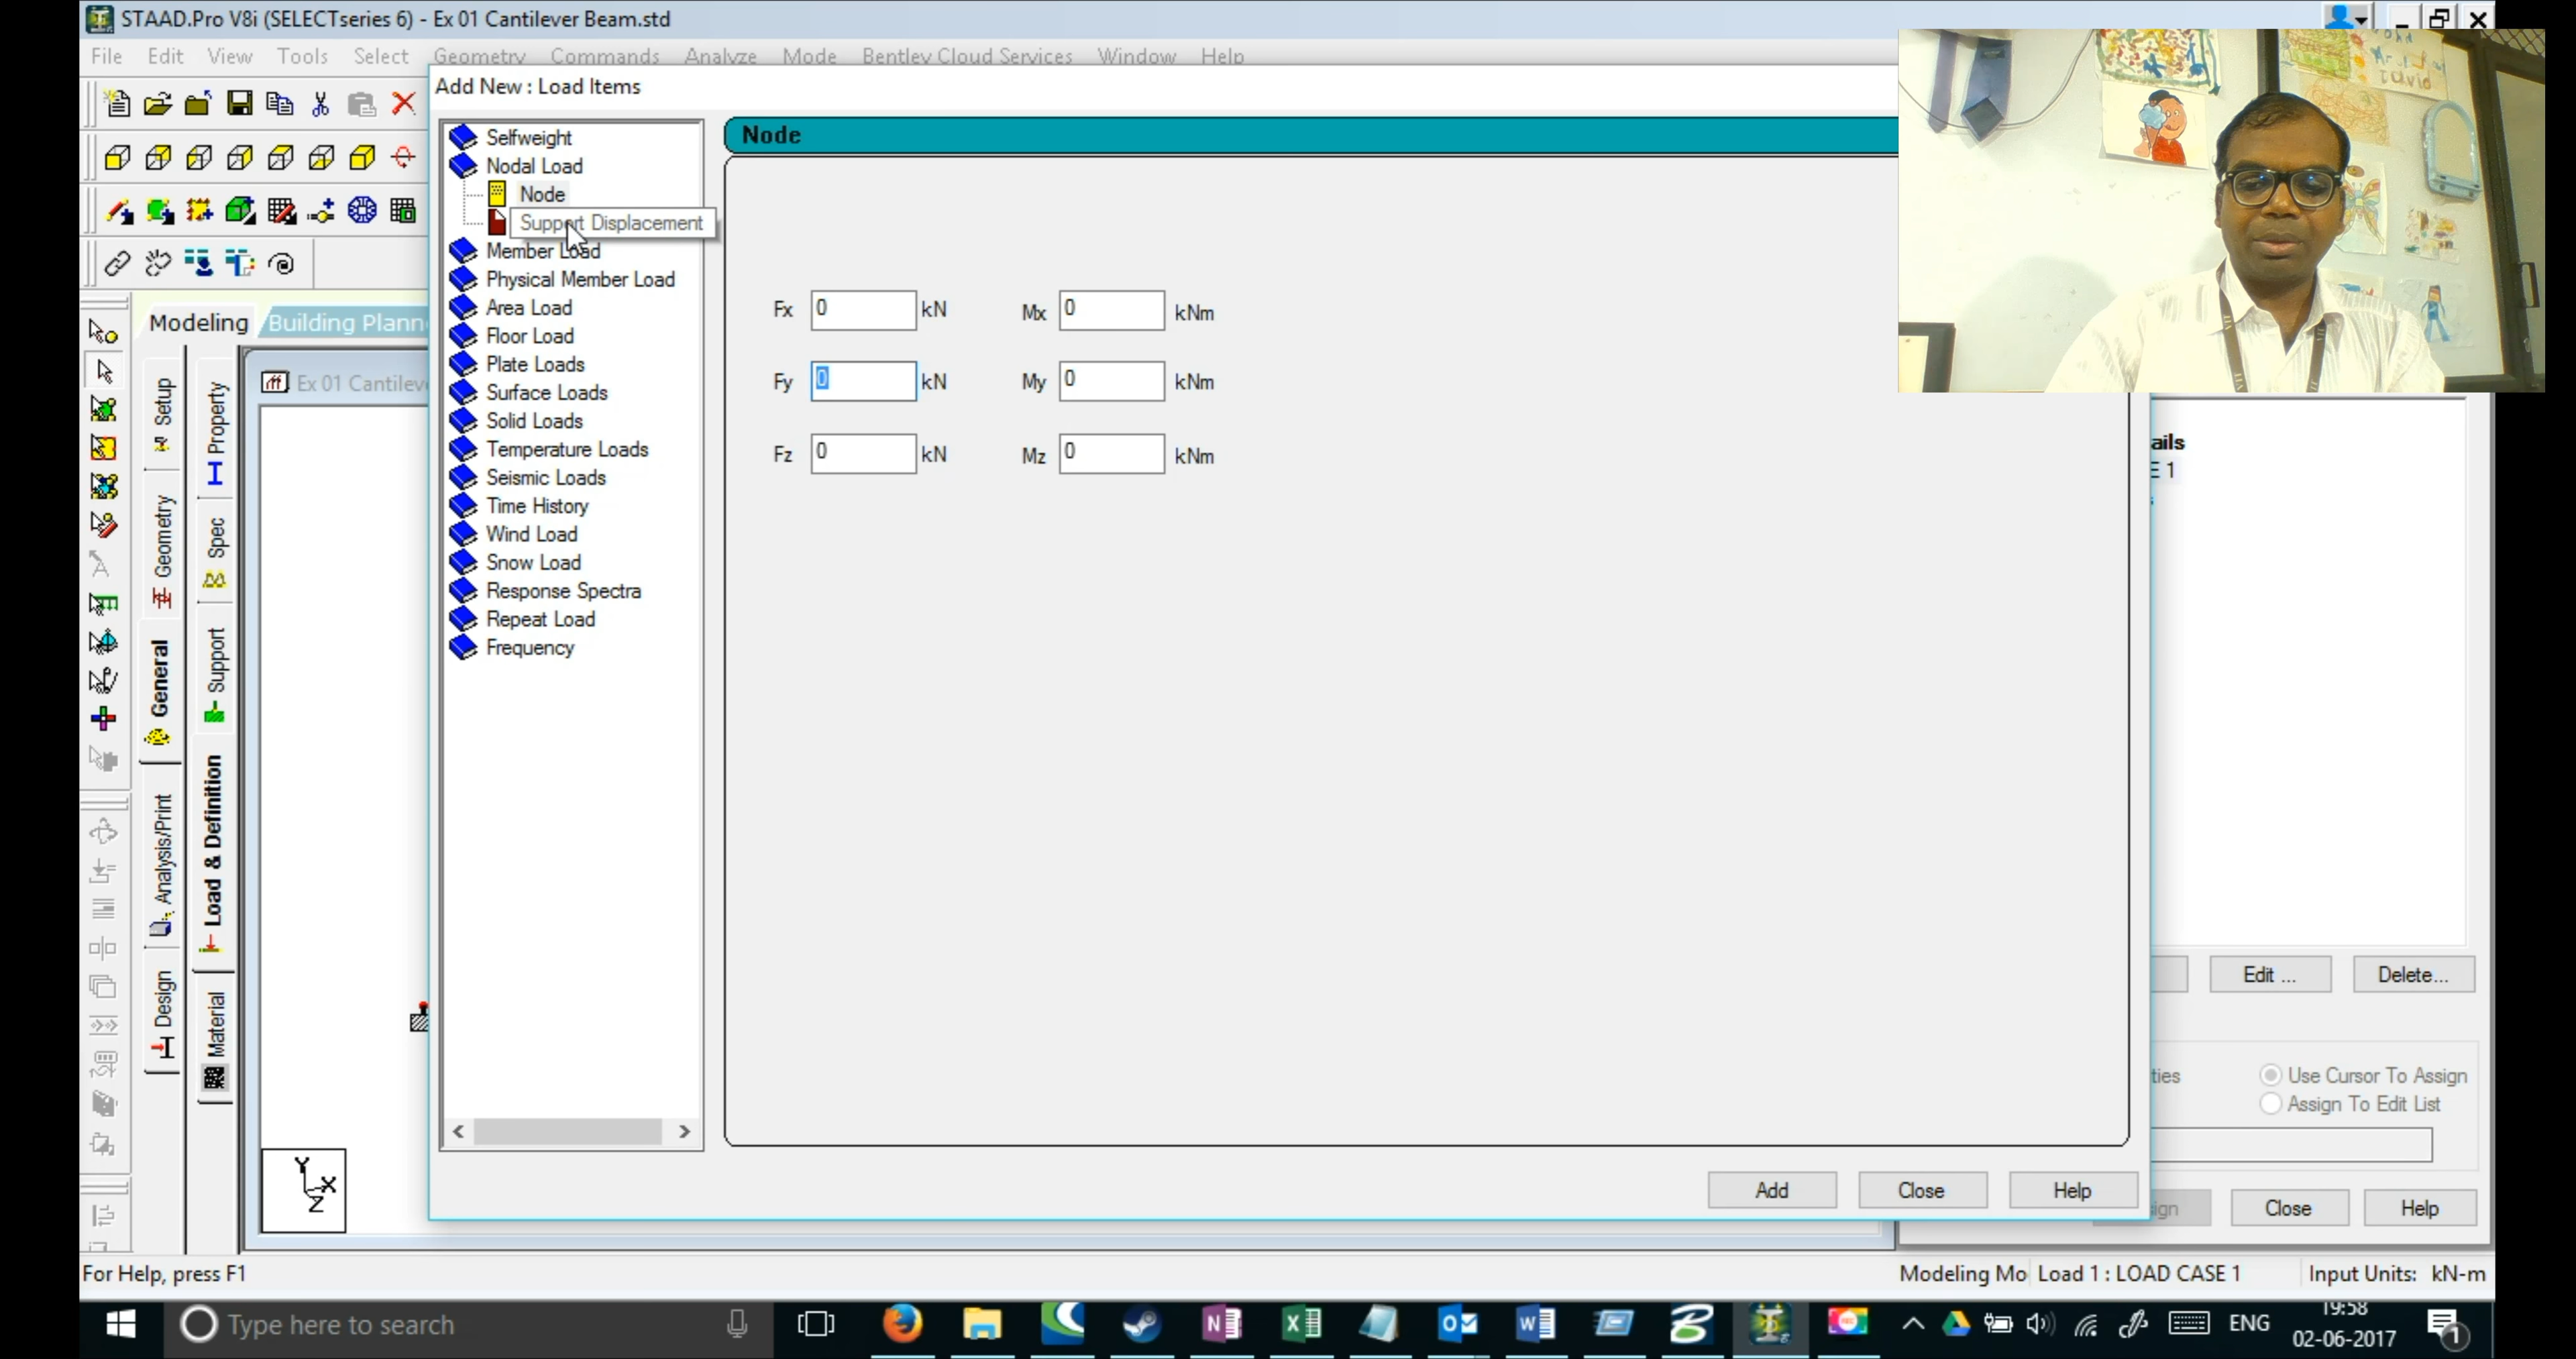 STAAD.Pro V8i (SELECTseries 6) - Ex 01 Cantilever Beam.std
File Edit View Tools Select Geometry Commands Analyze Mode Bentley Cloud Services Window Help
Add New : Load Items
Selfweight
Nodal Load
Node
Support Displacement
Member Load
Physical Member Load
Area Load
Floor Load
Plate Loads
Surface Loads
Solid Loads
Temperature Loads
Seismic Loads
Time History
Wind Load
Snow Load
Response Spectra
Repeat Load
Frequency
Node
Fx 0 kN Mx 0 kNm
Fy 0 kN My 0 kNm
Fz 0 kN Mz 0 kNm
Add Close Help
Modeling Building Plann
Ex 01 Cantilev
Setup
Geometry
General
Analysis/Print
Design
Property
Spec
Support
Load & Definition
Material
Y
X
Z
ails
E 1
Edit ... Delete...
ties
Use Cursor To Assign
Assign To Edit List
ign Close Help
For Help, press F1
Modeling Mo Load 1 : LOAD CASE 1 Input Units: kN-m
Type here to search
ENG
19:58
02-06-2017
1